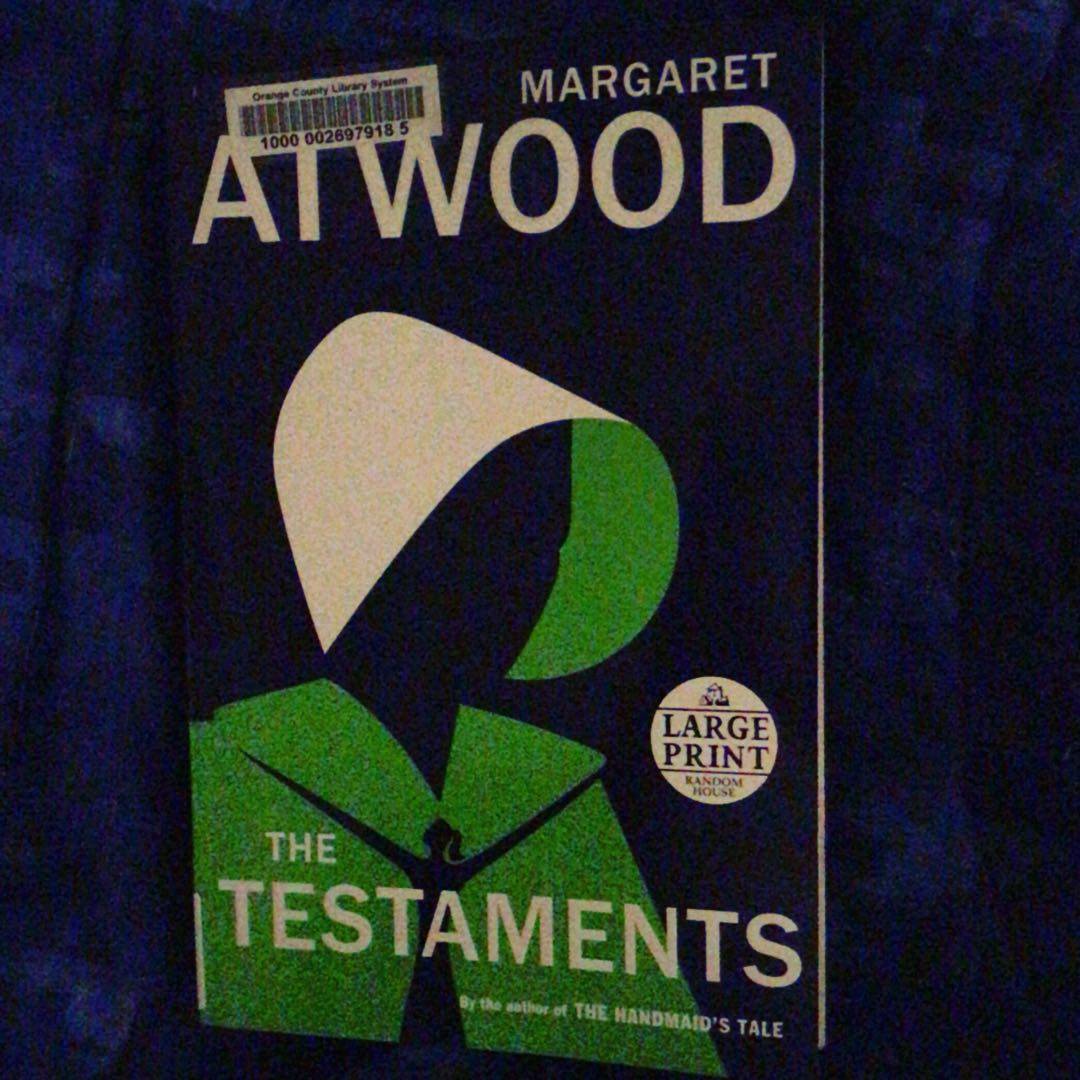 Orange County Library System
1000 002697918 5
MARGARET
ATWOOD
LARGE
PRINT
RANDOM
HOUSE
THE
TESTAMENTS
By the author of THE HANDMAID'S TALE